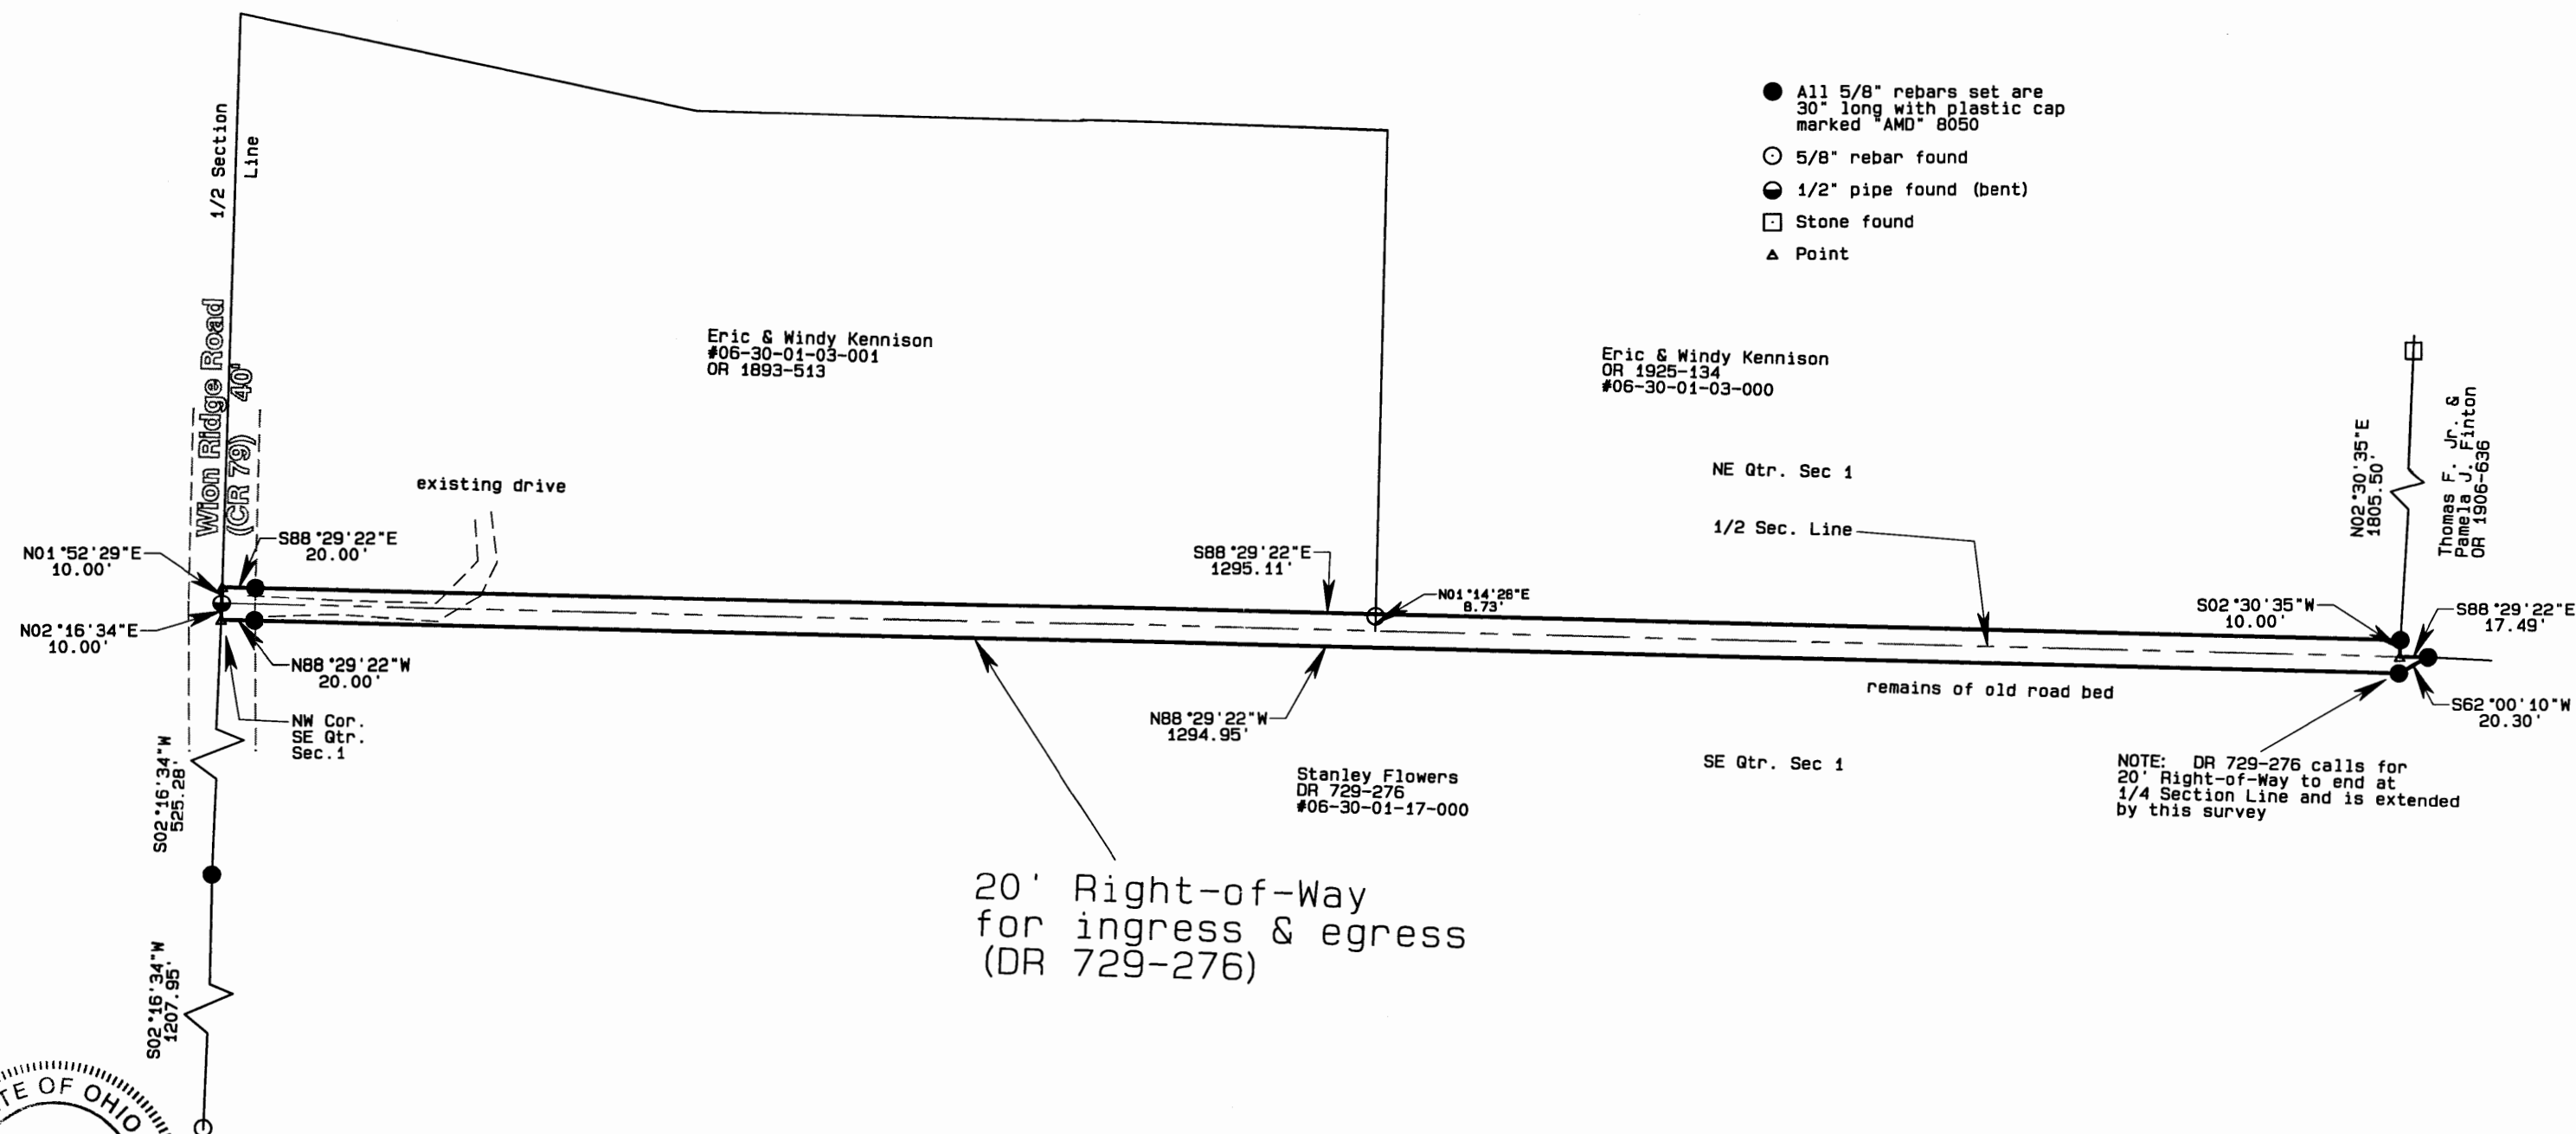 1/2 Section
Line
All 5/8" rebars set are
30" long with plastic cap
marked "AMD" 8050
5/8" rebar found
1/2" pipe found (bent)
Stone found
Point
Wion Ridge Road
(CR 79) 40'
Eric & Windy Kennison
#06-30-01-03-001
OR 1893-513
Eric & Windy Kennison
OR 1925-134
#06-30-01-03-000
N02°30'35"E
1805.50'
Thomas F. Jr. &
Pamela J. Finton
OR 1906-636
NE Qtr. Sec 1
existing drive
1/2 Sec. Line
N01°52'29"E
10.00'
S88°29'22"E
20.00'
S88°29'22"E
1295.11'
N01°14'28"E
8.73'
S02°30'35"W
10.00'
S88°29'22"E
17.49'
N02°16'34"E
10.00'
N88°29'22"W
20.00'
remains of old road bed
S62°00'10"W
20.30'
NW Cor.
SE Qtr.
Sec.1
N88°29'22"W
1294.95'
S02°16'34"W
525.28'
Stanley Flowers
DR 729-276
#06-30-01-17-000
SE Qtr. Sec 1
NOTE: DR 729-276 calls for
20' Right-of-Way to end at
1/4 Section Line and is extended
by this survey
20' Right-of-Way
for ingress & egress
(DR 729-276)
S02°16'34"W
1207.95'
TE OF OHIO